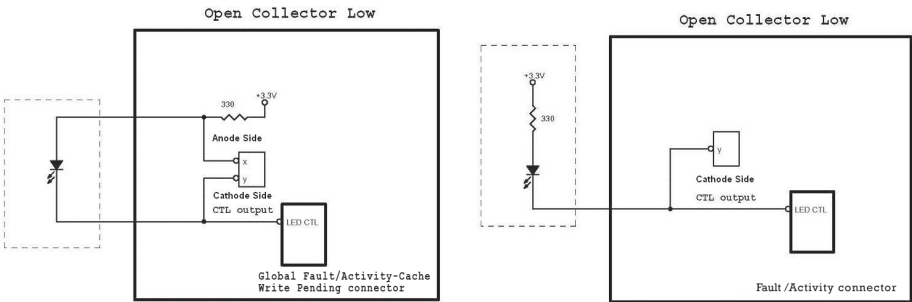 Open Collector Low
+3.3V
330
Anode Side
x
y
Cathode Side
CTL output
LED CTL
Global Fault/Activity-Cache
Write Pending connector
Open Collector Low
+3.3V
330
y
Cathode Side
CTL output
LED CTL
Fault /Activity connector